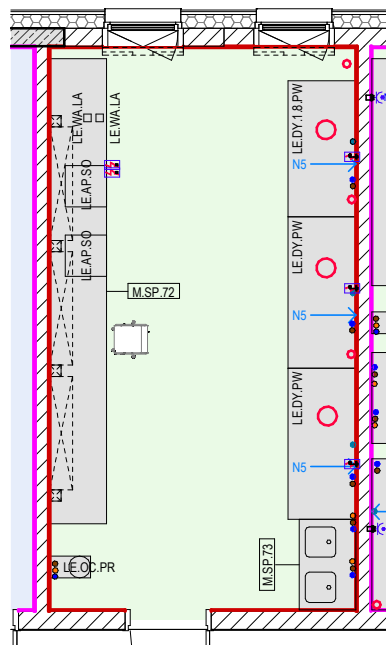 LE.WA.LA
LE.WA.LA
LE.AP.SO
LE.AP.SO
M.SP.72
LE.DY.1.8.PW
N5
LE.DY.PW
N5
LE.DY.PW
N5
LE.OC.PR
M.SP.73